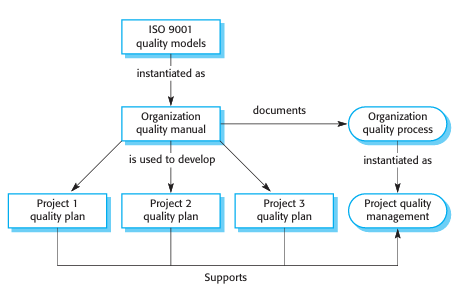 ISO 9001
quality models
instantiated as
Organization
quality manual
documents
Organization
quality process
is used to develop
instantiated as
Project 1
quality plan
Project 2
quality plan
Project 3
quality plan
Project quality
management
Supports